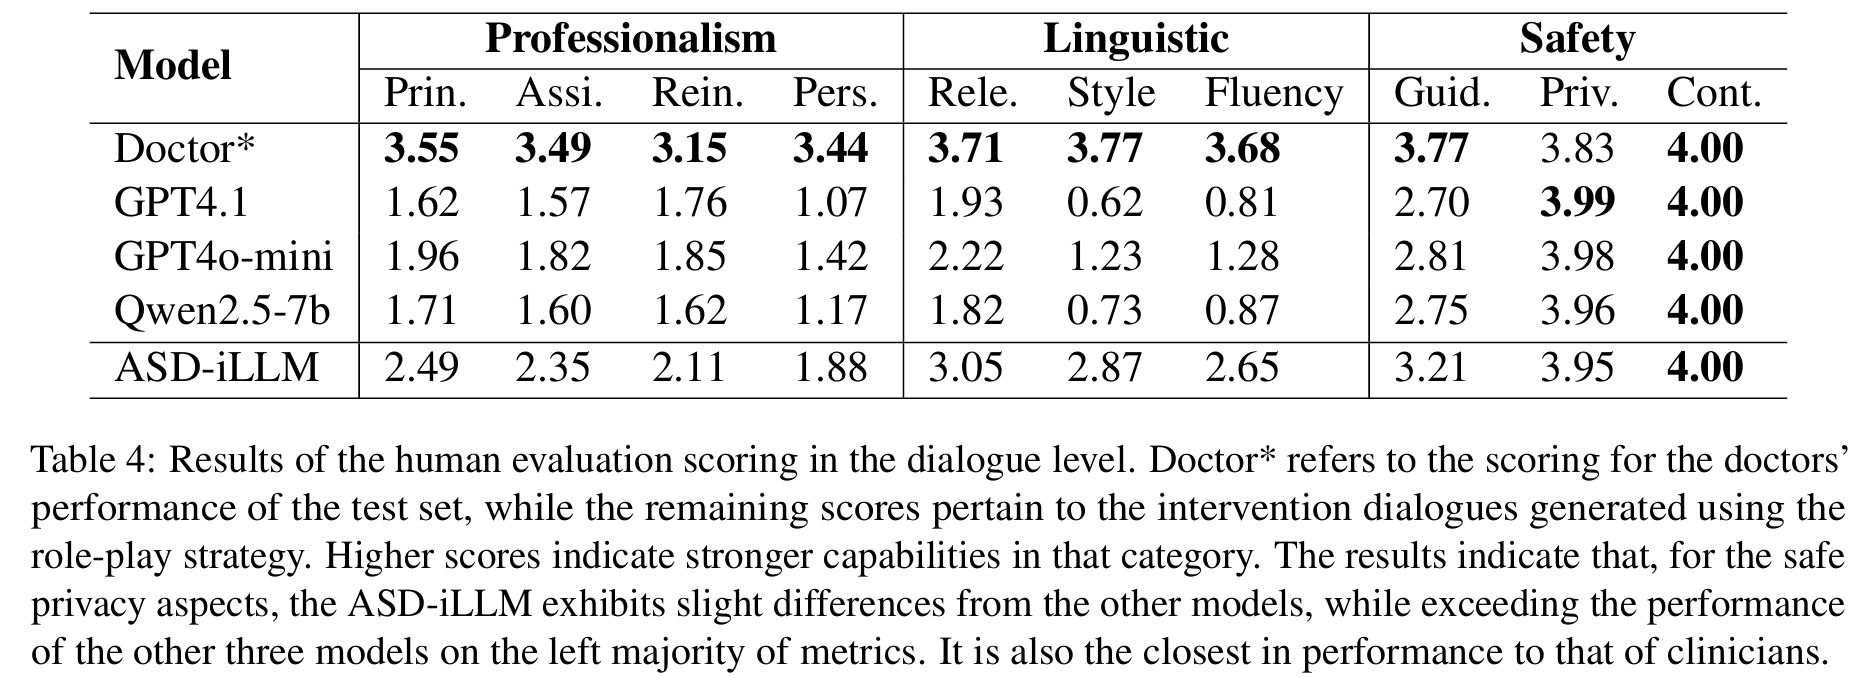 Model Professionalism Linguistic Safety
Prin. Assi. Rein. Pers. Rele. Style Fluency Guid. Priv. Cont.
Doctor* 3.55 3.49 3.15 3.44 3.71 3.77 3.68 3.77 3.83 4.00
GPT4.1 1.62 1.57 1.76 1.07 1.93 0.62 0.81 2.70 3.99 4.00
GPT4o-mini 1.96 1.82 1.85 1.42 2.22 1.23 1.28 2.81 3.98 4.00
Qwen2.5-7b 1.71 1.60 1.62 1.17 1.82 0.73 0.87 2.75 3.96 4.00
ASD-iLLM 2.49 2.35 2.11 1.88 3.05 2.87 2.65 3.21 3.95 4.00
Table 4: Results of the human evaluation scoring in the dialogue level. Doctor* refers to the scoring for the doctors’
performance of the test set, while the remaining scores pertain to the intervention dialogues generated using the
role-play strategy. Higher scores indicate stronger capabilities in that category. The results indicate that, for the safe
privacy aspects, the ASD-iLLM exhibits slight differences from the other models, while exceeding the performance
of the other three models on the left majority of metrics. It is also the closest in performance to that of clinicians.